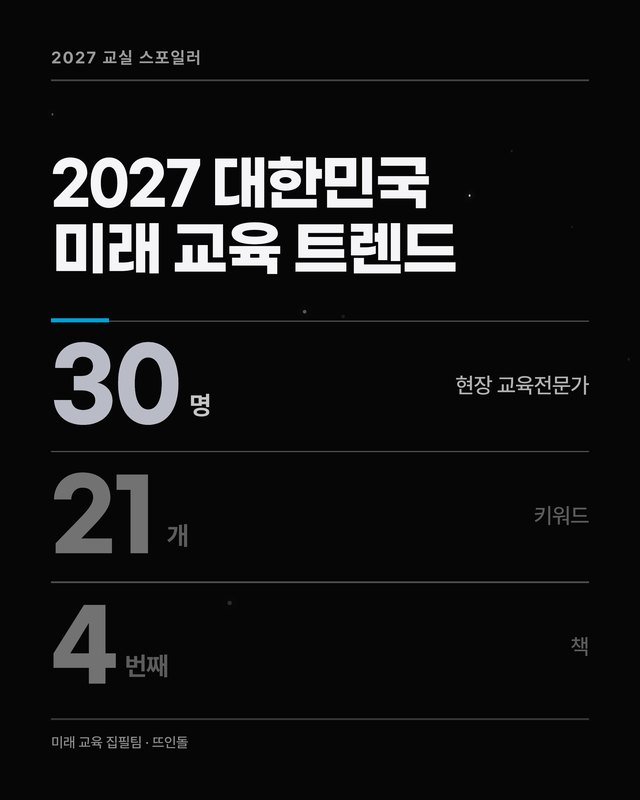 2027 교실 스포일러
2027 대한민국
미래 교육 트렌드
30 명 현장 교육전문가
21 개 키워드
4 번째 책
미래 교육 집필팀 · 뜨인돌